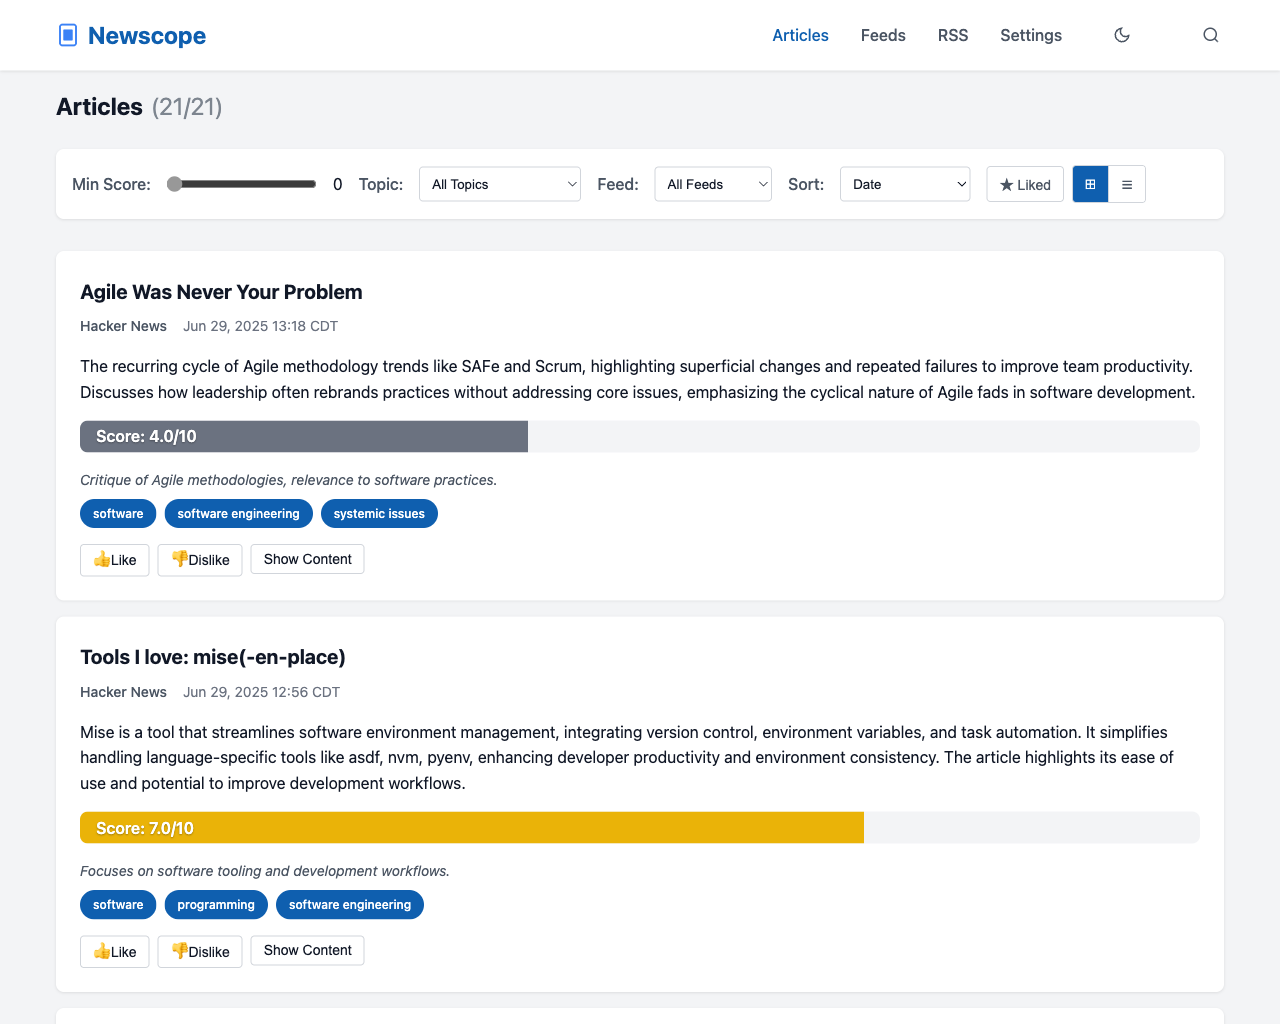 Newscope
Articles Feeds RSS Settings
Articles (21/21)
Min Score: 0 Topic: All Topics Feed: All Feeds Sort: Date ★ Liked
Agile Was Never Your Problem
Hacker News Jun 29, 2025 13:18 CDT
The recurring cycle of Agile methodology trends like SAFe and Scrum, highlighting superficial changes and repeated failures to improve team productivity.
Discusses how leadership often rebrands practices without addressing core issues, emphasizing the cyclical nature of Agile fads in software development.
Score: 4.0/10
Critique of Agile methodologies, relevance to software practices.
software software engineering systemic issues
👍Like 👎Dislike Show Content
Tools I love: mise(-en-place)
Hacker News Jun 29, 2025 12:56 CDT
Mise is a tool that streamlines software environment management, integrating version control, environment variables, and task automation. It simplifies
handling language-specific tools like asdf, nvm, pyenv, enhancing developer productivity and environment consistency. The article highlights its ease of
use and potential to improve development workflows.
Score: 7.0/10
Focuses on software tooling and development workflows.
software programming software engineering
👍Like 👎Dislike Show Content